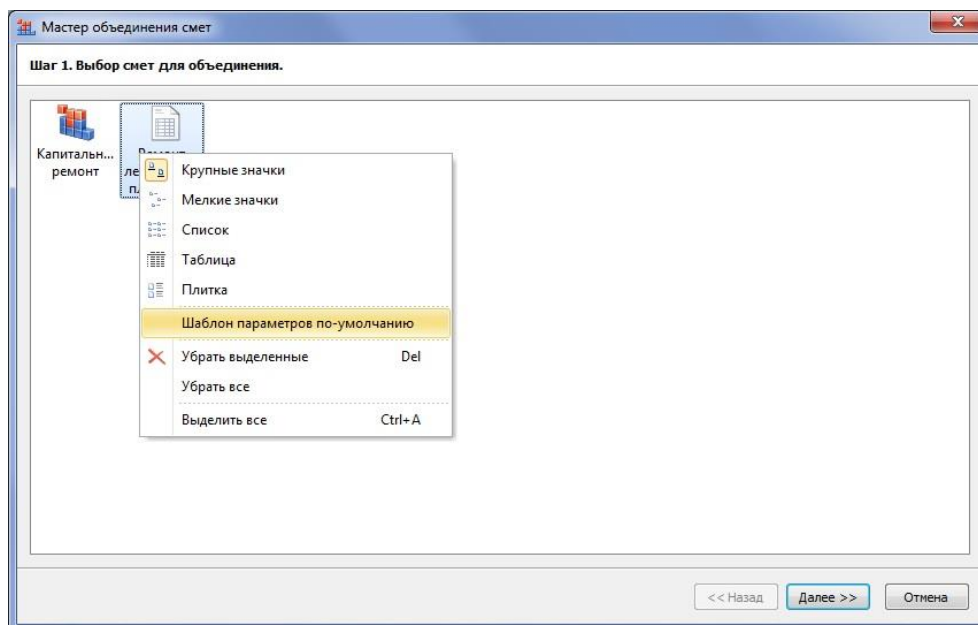 Мастер объединения смет
Шаг 1. Выбор смет для объединения.
Капитальн...
ремонт
Крупные значки
Мелкие значки
Список
Таблица
Плитка
Шаблон параметров по-умолчанию
Убрать выделенные Del
Убрать все
Выделить все Ctrl+A
<< Назад Далее >> Отмена